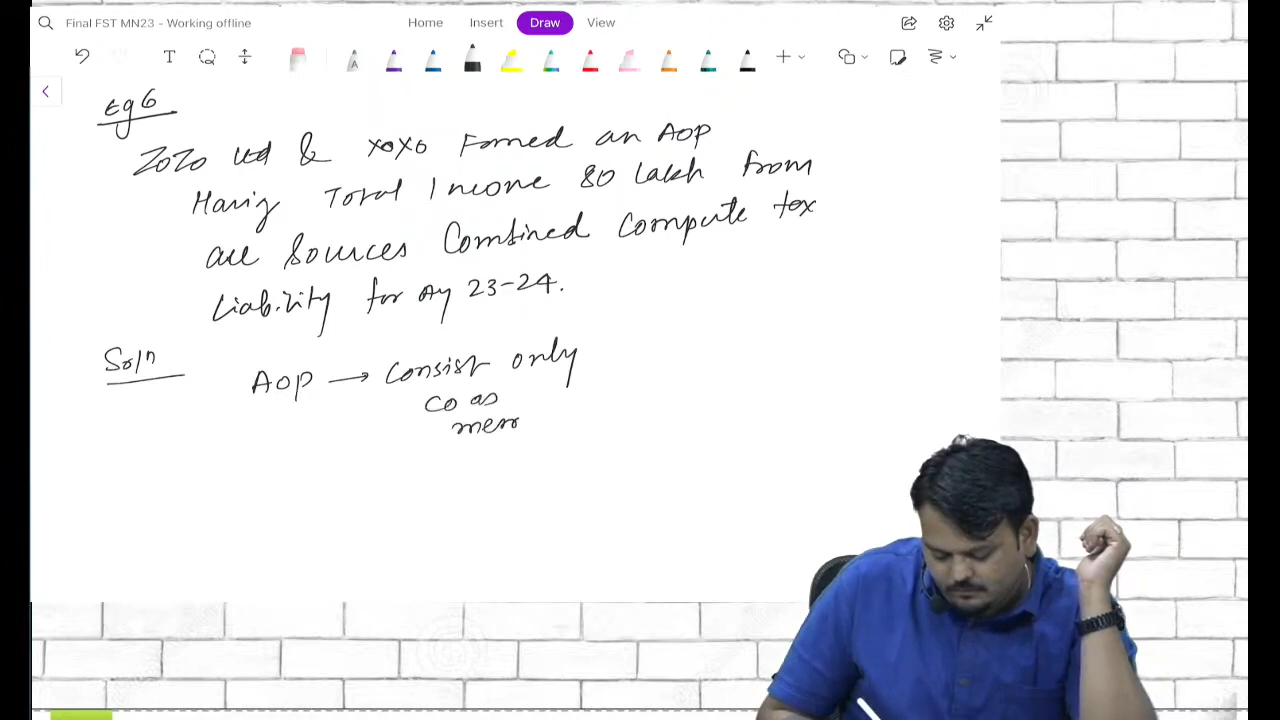 Final FST MN23 - Working offline
Home Insert Draw View
Eg 6
ZOZO Ltd & XOXO Formed an AOP
Having Total Income 80 Lakh from
all Sources Combined Compute tax
Liability for Ay 23-24.
Soln
AOP → Consist only
Co as
mem